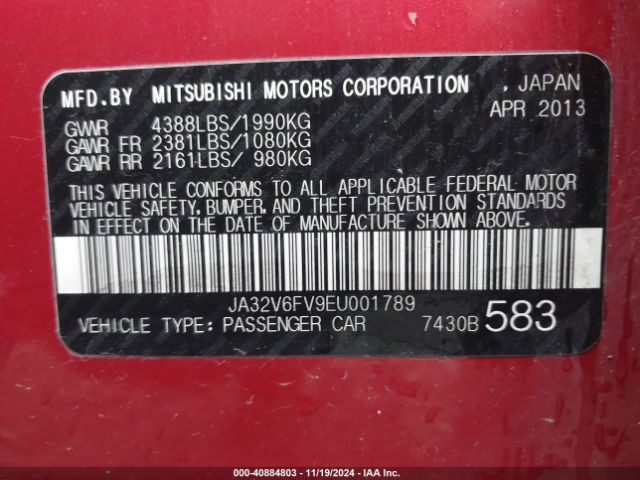 MFD.BY MITSUBISHI MOTORS CORPORATION , JAPAN
APR 2013
GVWR 4388LBS/1990KG
GAWR FR 2381LBS/1080KG
GAWR RR 2161LBS/ 980KG
THIS VEHICLE CONFORMS TO ALL APPLICABLE FEDERAL MOTOR
VEHICLE SAFETY, BUMPER, AND THEFT PREVENTION STANDARDS
IN EFFECT ON THE DATE OF MANUFACTURE SHOWN ABOVE.
JA32V6FV9EU001789
VEHICLE TYPE: PASSENGER CAR 7430B 583
000-40884803 - 11/19/2024 - IAA Inc.